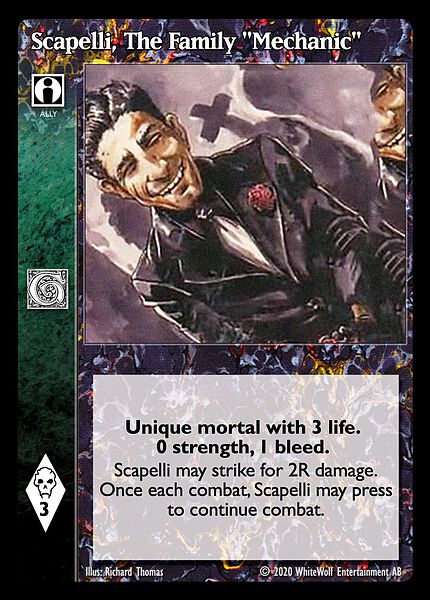 Scapelli, The Family "Mechanic"
ALLY
G
Unique mortal with 3 life.
0 strength, 1 bleed.
Scapelli may strike for 2R damage.
Once each combat, Scapelli may press
to continue combat.
3
Illus: Richard Thomas
© 2020 WhiteWolf Entertainment AB